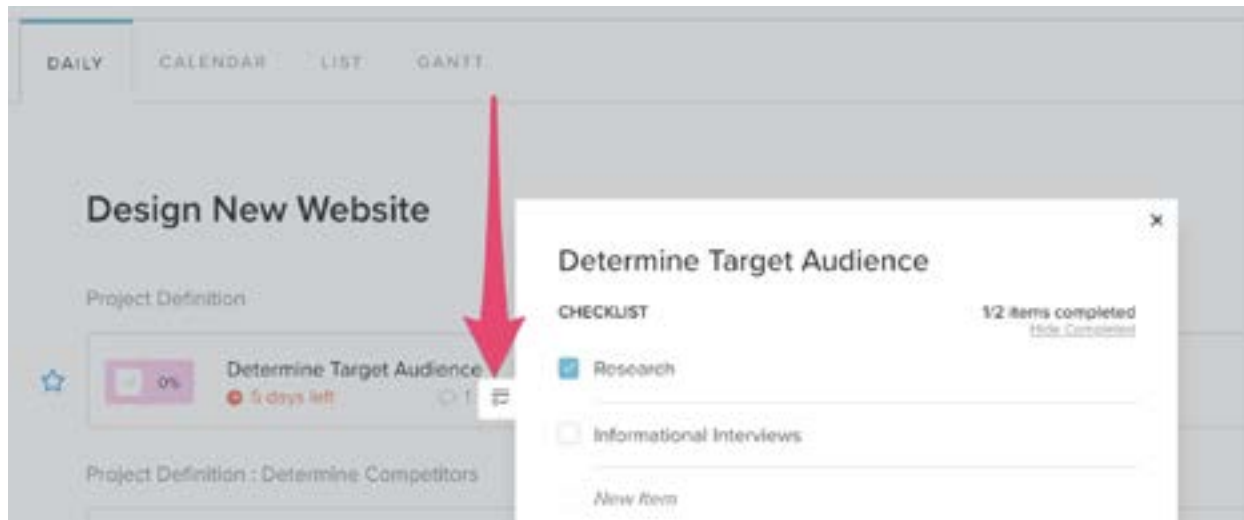 DAILY CALENDAR LIST GANTT
Design New Website
Project Definition
0%
Determine Target Audience
5 days left 1
Project Definition : Determine Competitors
×
Determine Target Audience
CHECKLIST 1/2 items completed
Hide Completed
Research
Informational Interviews
New Item